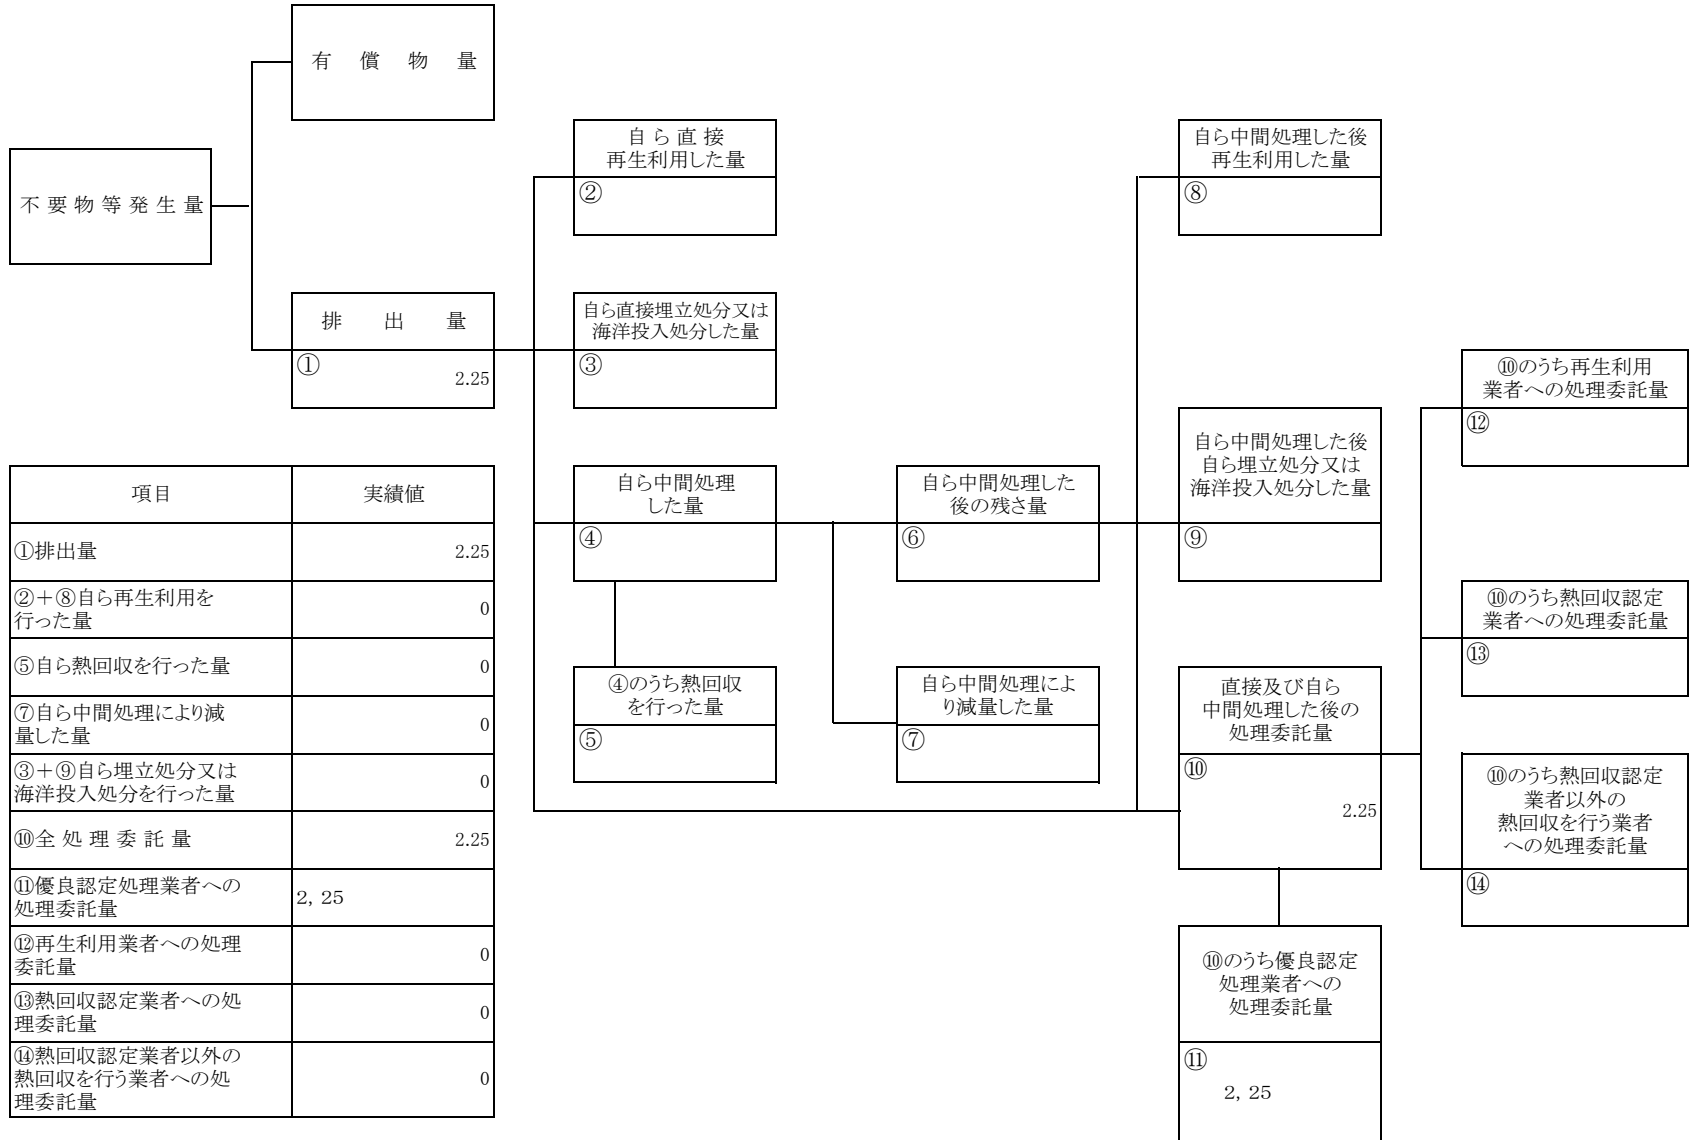 有償物量
不要物等発生量
排出量
①
2.25
自ら直接
再生利用した量
②
自ら直接埋立処分又は
海洋投入処分した量
③
自ら中間処理
した量
④
④のうち熱回収
を行った量
⑤
自ら中間処理した
後の残さ量
⑥
自ら中間処理によ
り減量した量
⑦
自ら中間処理した後
再生利用した量
⑧
自ら中間処理した後
自ら埋立処分又は
海洋投入処分した量
⑨
直接及び自ら
中間処理した後の
処理委託量
⑩
2.25
⑩のうち優良認定
処理業者への
処理委託量
⑪
2，25
⑩のうち再生利用
業者への処理委託量
⑫
⑩のうち熱回収認定
業者への処理委託量
⑬
⑩のうち熱回収認定
業者以外の
熱回収を行う業者
への処理委託量
⑭
項目 実績値
①排出量 2.25
②＋⑧自ら再生利用を
行った量 0
⑤自ら熱回収を行った量 0
⑦自ら中間処理により減
量した量 0
③＋⑨自ら埋立処分又は
海洋投入処分を行った量 0
⑩全処理委託量 2.25
⑪優良認定処理業者への
処理委託量 2，25
⑫再生利用業者への処理
委託量 0
⑬熱回収認定業者への処
理委託量 0
⑭熱回収認定業者以外の
熱回収を行う業者への処
理委託量 0